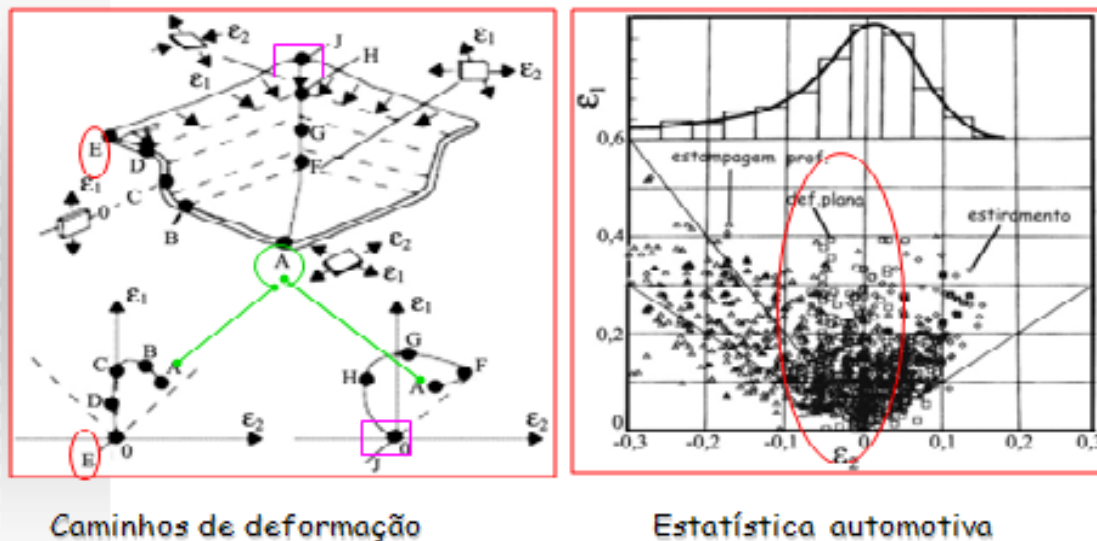 ε₂
J
H
ε₁
ε₂
ε₁
E
D
G
F
C
ε₁
0
B
A
ε₂
ε₁
ε₁
C
B
A
D
0
E
ε₂
ε₁
G
F
H
A
0
J
ε₂
Caminhos de deformação
ε₁
0,6
estampagem prof.
def.plana
estiramento
0,4
0,2
0
-0,3
-0,2
-0,1
0
0,1
0,2
0,3
ε₂
Estatística automotiva